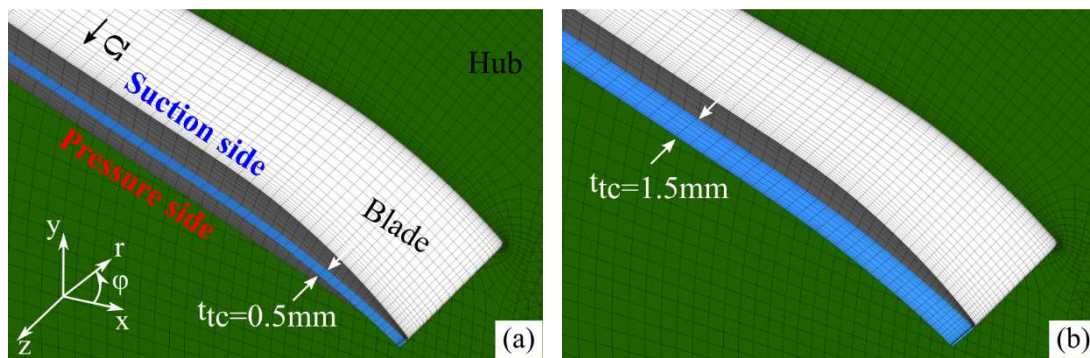 Ω
Hub
Suction side
Pressure side
Blade
y
r
φ
x
z
ttc=0.5mm
(a)
ttc=1.5mm
(b)